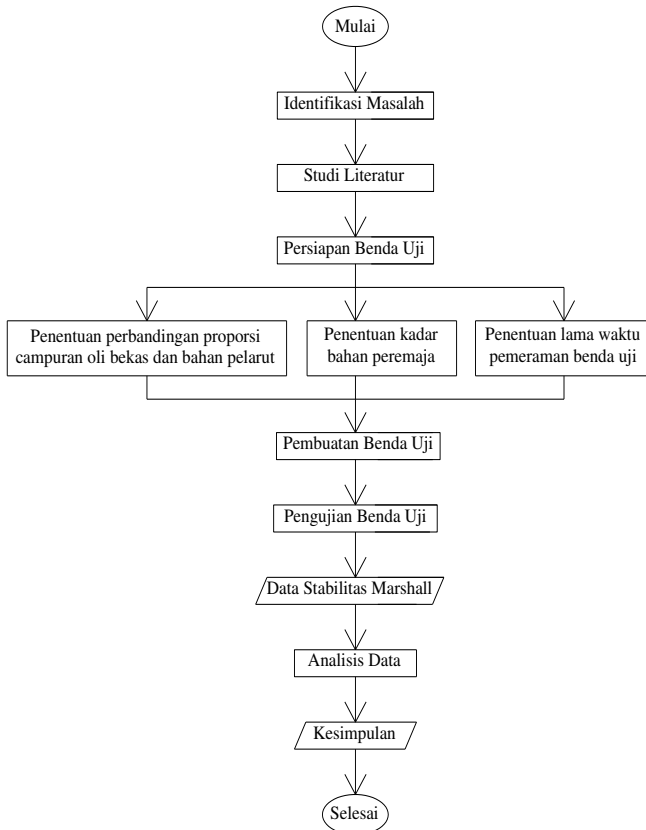 Mulai
Identifikasi Masalah
Studi Literatur
Persiapan Benda Uji
Penentuan perbandingan proporsi
campuran oli bekas dan bahan pelarut
Penentuan kadar
bahan peremaja
Penentuan lama waktu
pemeraman benda uji
Pembuatan Benda Uji
Pengujian Benda Uji
Data Stabilitas Marshall
Analisis Data
Kesimpulan
Selesai